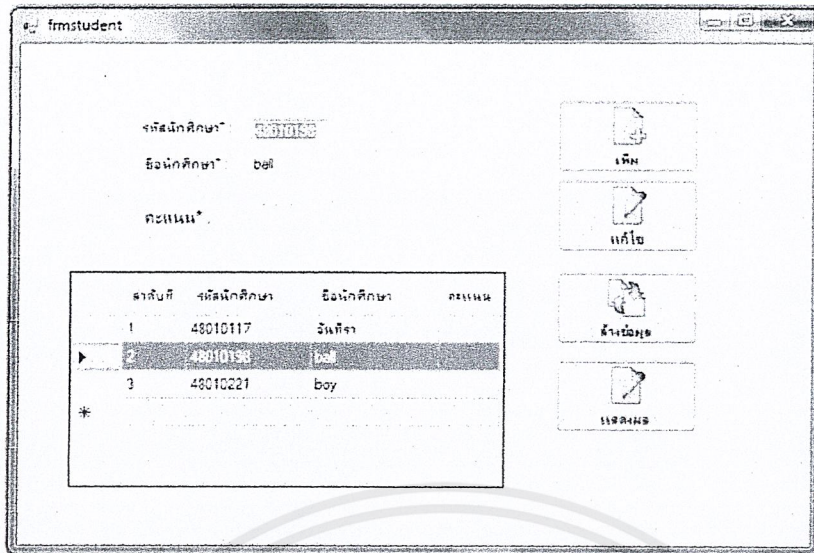 frmstudent
รหัสนักศึกษา* : 48010198
ชื่อนักศึกษา* : ball
คะแนน* :
เพิ่ม
แก้ไข
ล้างข้อมูล
แสดงผล
ลำดับที่ รหัสนักศึกษา ชื่อนักศึกษา คะแนน
1 48010117 จันทิรา
2 48010198 ball
3 48010221 boy